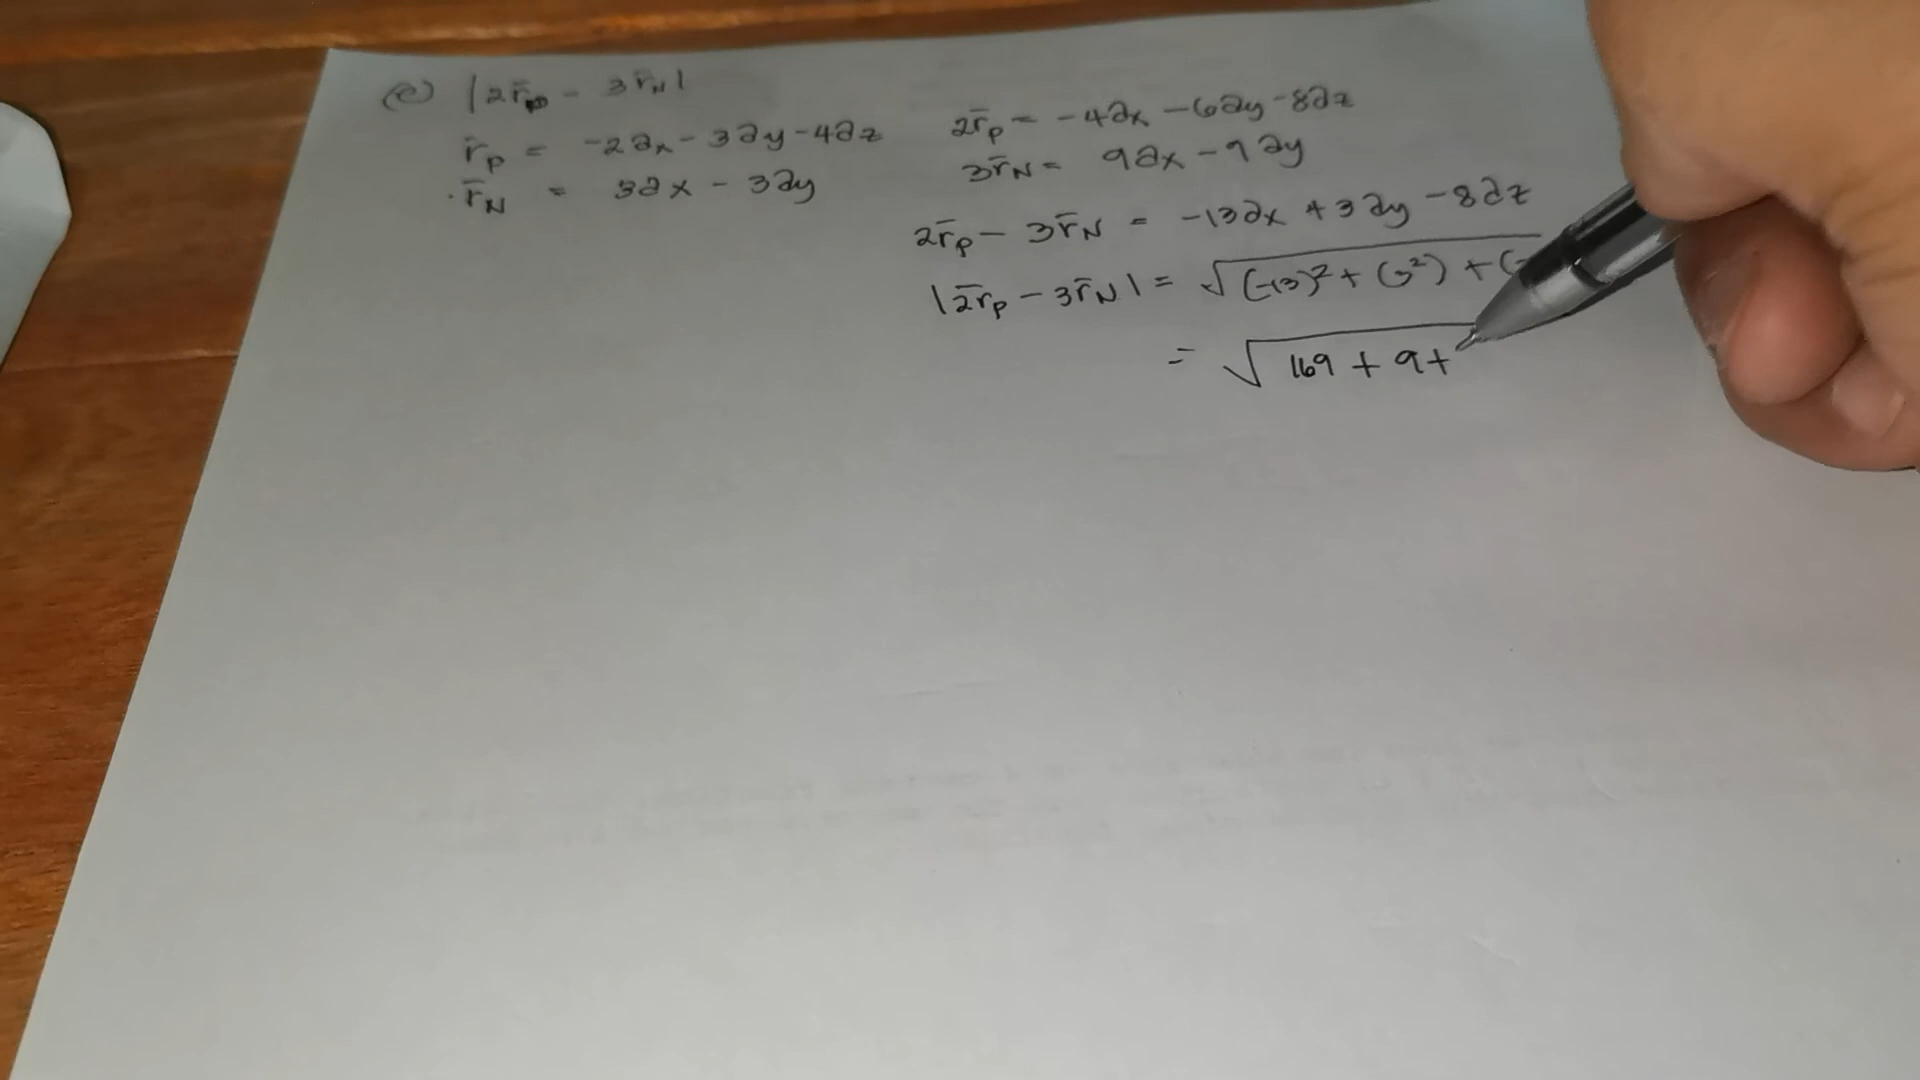 (e) |2r̄p - 3r̄N|
r̄p = -2ax - 3ay - 4az
r̄N = 3ax - 3ay
2r̄p = -4ax - 6ay - 8az
3r̄N = 9ax - 9ay
2r̄p - 3r̄N = -13ax + 3ay - 8az
|2r̄p - 3r̄N| = √(-13)² + (3²) + (-
= √169 + 9 +